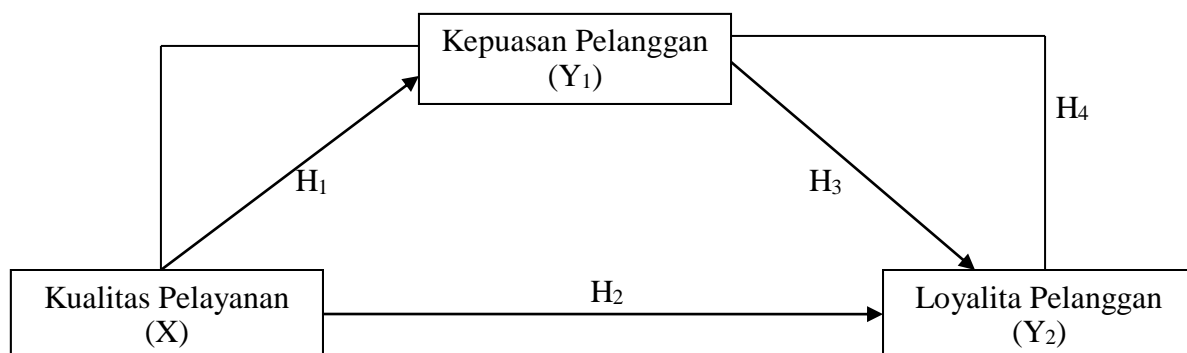 Kepuasan Pelanggan
(Y₁)
H₄
H₁
H₃
Kualitas Pelayanan
(X)
H₂
Loyalita Pelanggan
(Y₂)